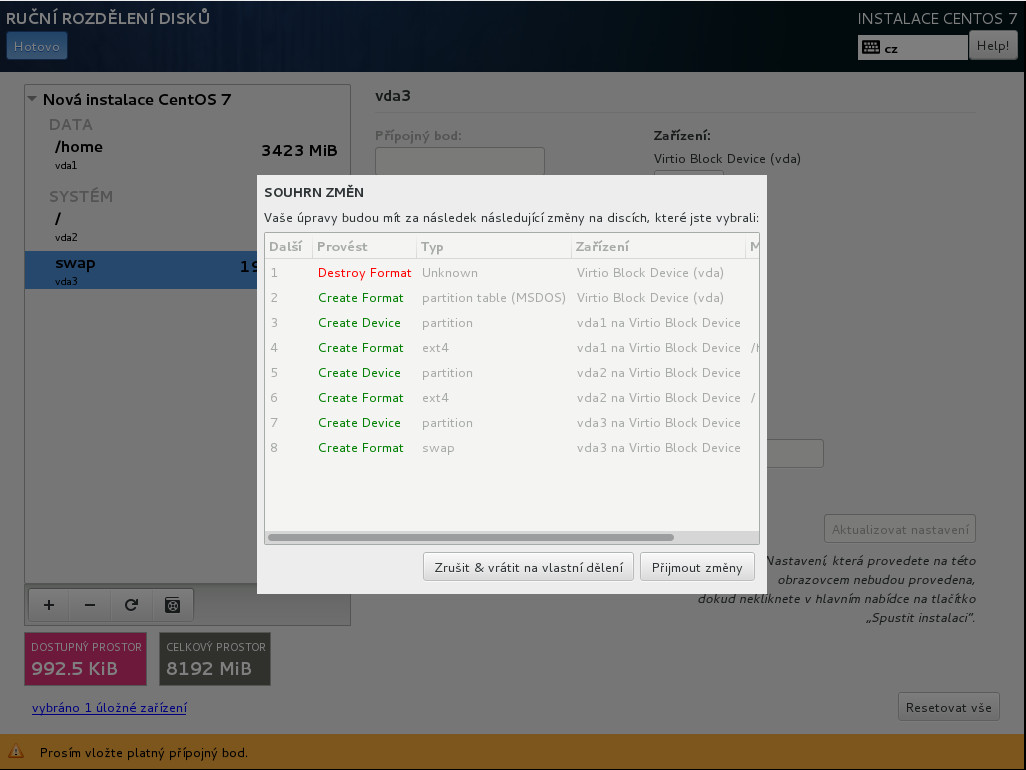 RUČNÍ ROZDĚLENÍ DISKŮ
INSTALACE CENTOS 7
Hotovo
cz
Help!
Nová instalace CentOS 7
DATA
/home
3423 MiB
vda1
SYSTÉM
/
vda2
swap
19
vda3
vda3
Přípojný bod:
Zařízení:
Virtio Block Device (vda)
SOUHRN ZMĚN
Vaše úpravy budou mít za následek následující změny na discích, které jste vybrali:
Další Provést Typ Zařízení M
1 Destroy Format Unknown Virtio Block Device (vda)
2 Create Format partition table (MSDOS) Virtio Block Device (vda)
3 Create Device partition vda1 na Virtio Block Device
4 Create Format ext4 vda1 na Virtio Block Device /h
5 Create Device partition vda2 na Virtio Block Device
6 Create Format ext4 vda2 na Virtio Block Device /
7 Create Device partition vda3 na Virtio Block Device
8 Create Format swap vda3 na Virtio Block Device
Zrušit & vrátit na vlastní dělení
Přijmout změny
Aktualizovat nastavení
Nastavení, která provedete na této
obrazovcem nebudou provedena,
dokud nekliknete v hlavním nabídce na tlačítko
„Spustit instalaci“.
+ −
DOSTUPNÝ PROSTOR
992.5 KiB
CELKOVÝ PROSTOR
8192 MiB
vybráno 1 úložné zařízení
Resetovat vše
Prosím vložte platný přípojný bod.